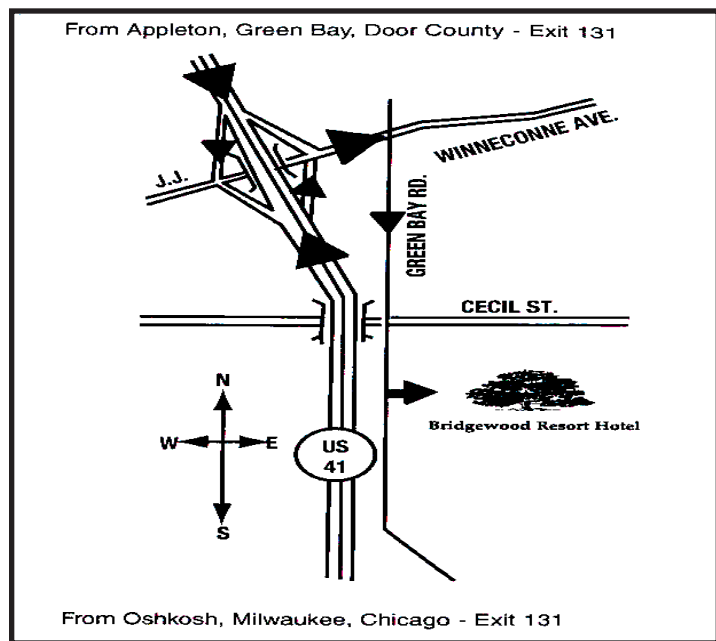 From Appleton, Green Bay, Door County - Exit 131
WINNECONNE AVE.
J.J.
GREEN BAY RD.
CECIL ST.
N
W E
S
US
41
Bridgewood Resort Hotel
From Oshkosh, Milwaukee, Chicago - Exit 131